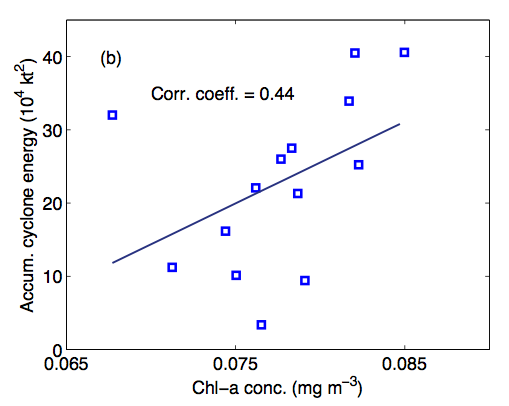 (b)
Corr. coeff. = 0.44
Accum. cyclone energy (10⁴ kt²)
40
30
20
10
0
0.065
0.075
0.085
Chl−a conc. (mg m⁻³)